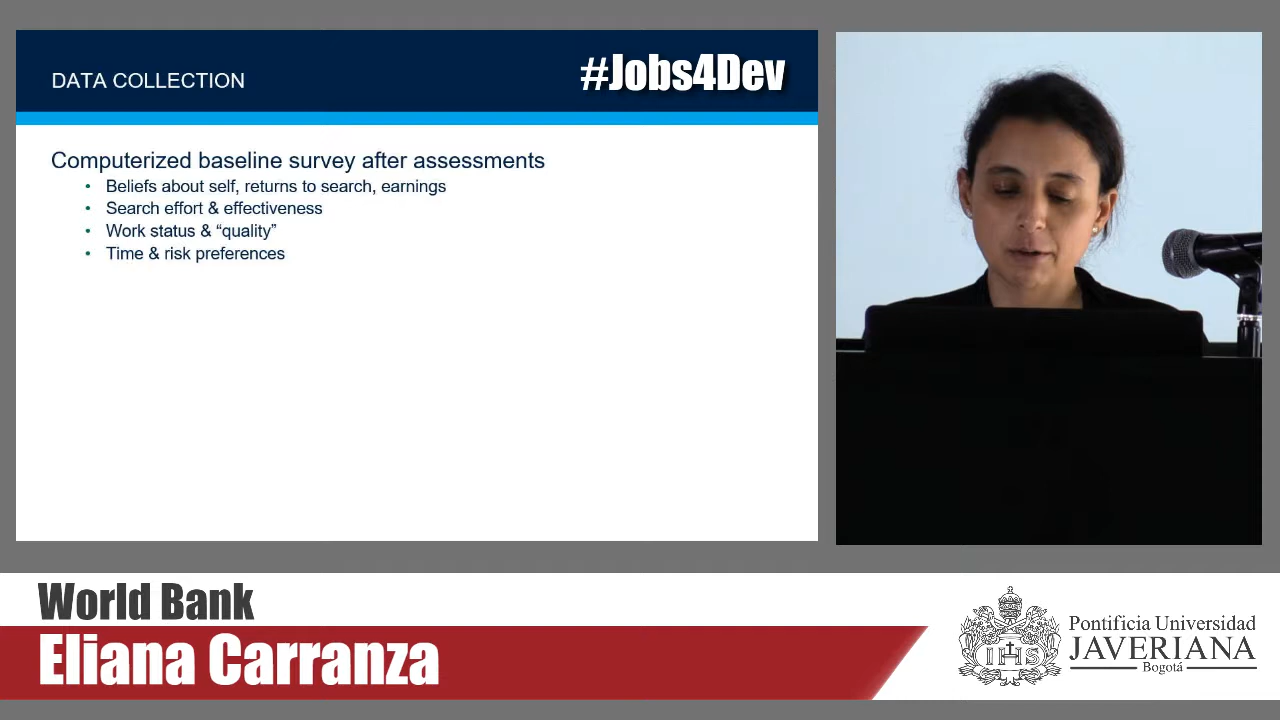 DATA COLLECTION
#Jobs4Dev
Computerized baseline survey after assessments
• Beliefs about self, returns to search, earnings
• Search effort & effectiveness
• Work status & “quality”
• Time & risk preferences
World Bank
Eliana Carranza
IHS
Pontificia Universidad
JAVERIANA
Bogotá